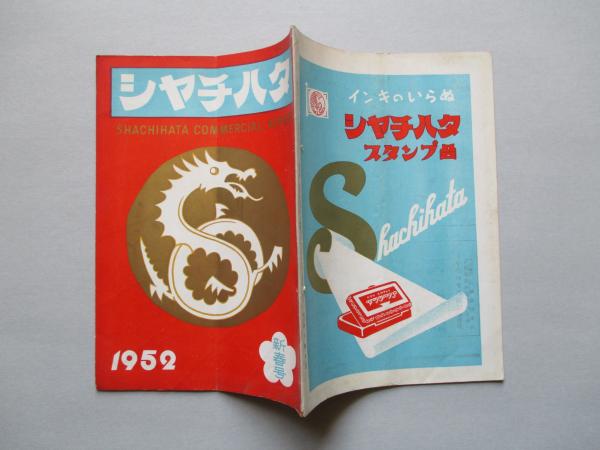 シヤチハタ
SHACHIHATA COMMERCIAL
1952
新春号
インキのいらぬ
シヤチハタ
スタンプ台
Shachihata
Shachihata